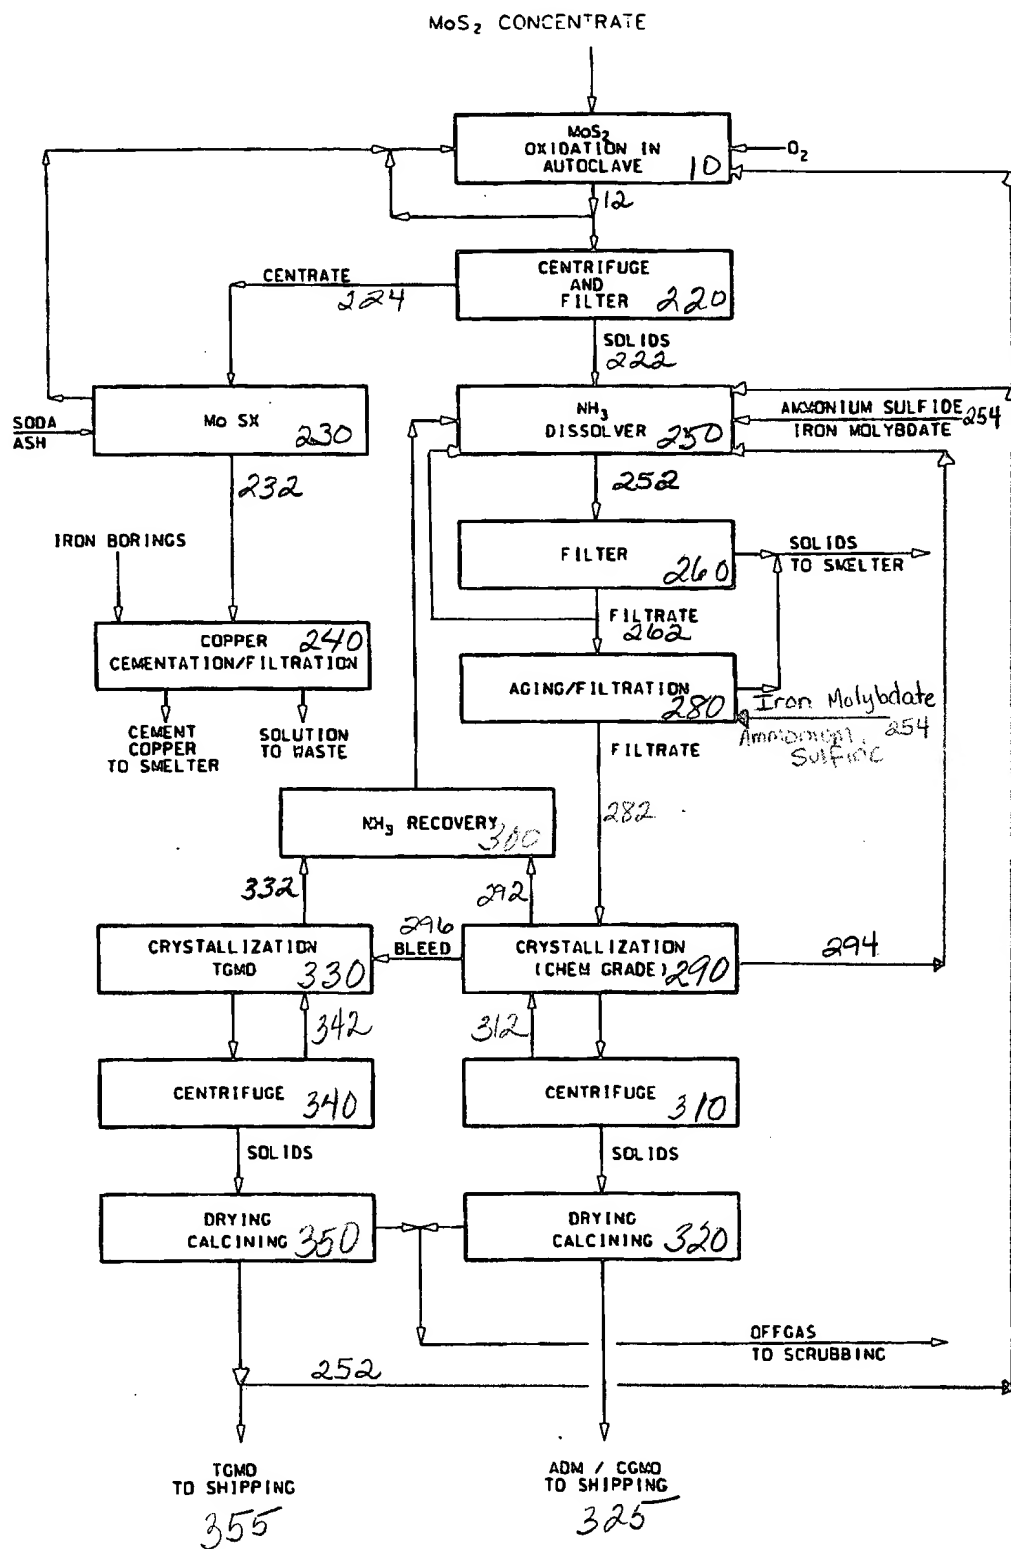 MoS₂ CONCENTRATE
MoS₂
OXIDATION IN
AUTOCLAVE
10
O₂
12
CENTRIFUGE
AND
FILTER 220
CENTRATE
224
SOLIDS
222
SODA
ASH
Mo SX
230
NH₃
DISSOLVER 250
AMMONIUM SULFIDE
IRON MOLYBDATE
254
232
252
IRON BORINGS
FILTER
260
SOLIDS
TO SMELTER
FILTRATE
262
COPPER 240
CEMENTATION/FILTRATION
AGING/FILTRATION
280
Iron Molybdate
Ammonium 254
Sulfide
CEMENT
COPPER
TO SMELTER
SOLUTION
TO WASTE
FILTRATE
282
NH₃ RECOVERY
300
332
292
296
BLEED
CRYSTALLIZATION
TGMO 330
CRYSTALLIZATION
(CHEM GRADE) 290
294
342
312
CENTRIFUGE 340
CENTRIFUGE 310
SOLIDS
SOLIDS
DRYING
CALCINING 350
DRYING
CALCINING 320
OFFGAS
TO SCRUBBING
252
TGMO
TO SHIPPING
355
ADM / CGMO
TO SHIPPING
325